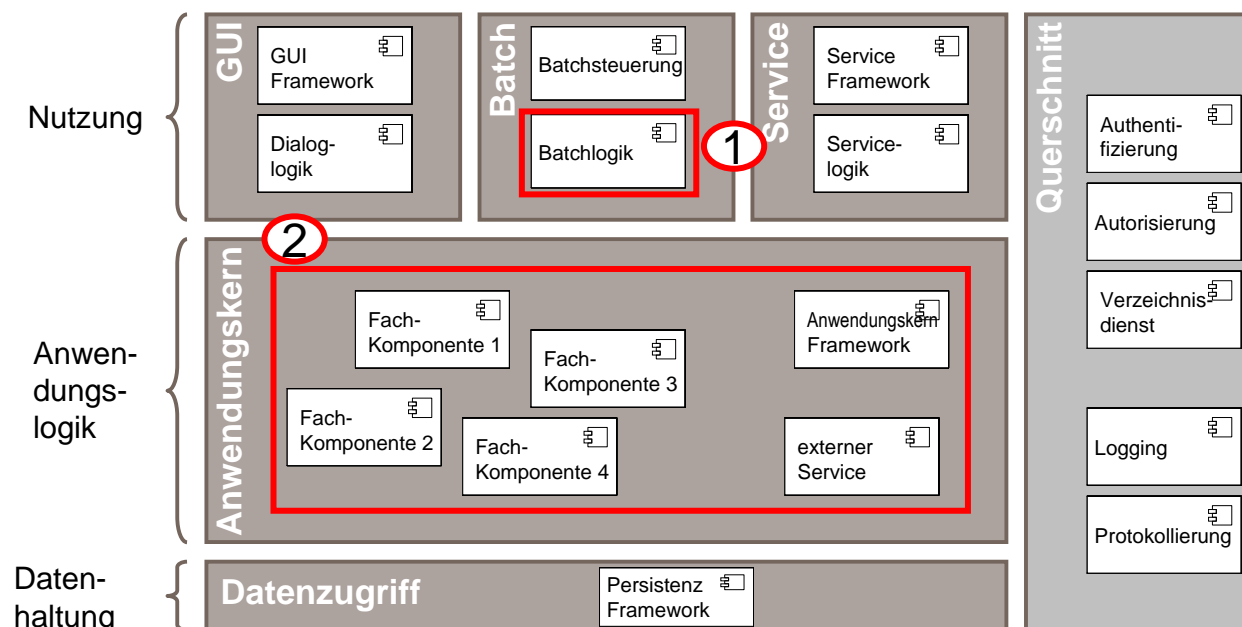 Nutzung
GUI
GUI
Framework
Dialog-
logik
Batch
Batchsteuerung
Batchlogik
1
Service
Service
Framework
Service-
logik
Anwen-
dungs-
logik
Anwendungskern
2
Fach-
Komponente 1
Fach-
Komponente 2
Fach-
Komponente 3
Fach-
Komponente 4
Anwendungskern
Framework
externer
Service
Daten-
haltung
Datenzugriff
Persistenz
Framework
Querschnitt
Authenti-
fizierung
Autorisierung
Verzeichnis-
dienst
Logging
Protokollierung